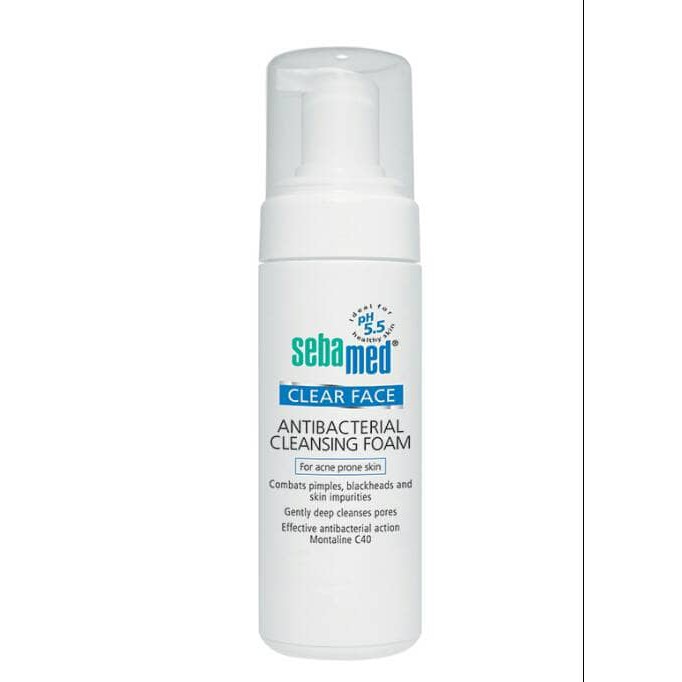 ideal for
pH
5.5
healthy skin
sebamed®
CLEAR FACE
ANTIBACTERIAL
CLEANSING FOAM
For acne prone skin
Combats pimples, blackheads and
skin impurities
Gently deep cleanses pores
Effective antibacterial action
Montaline C40